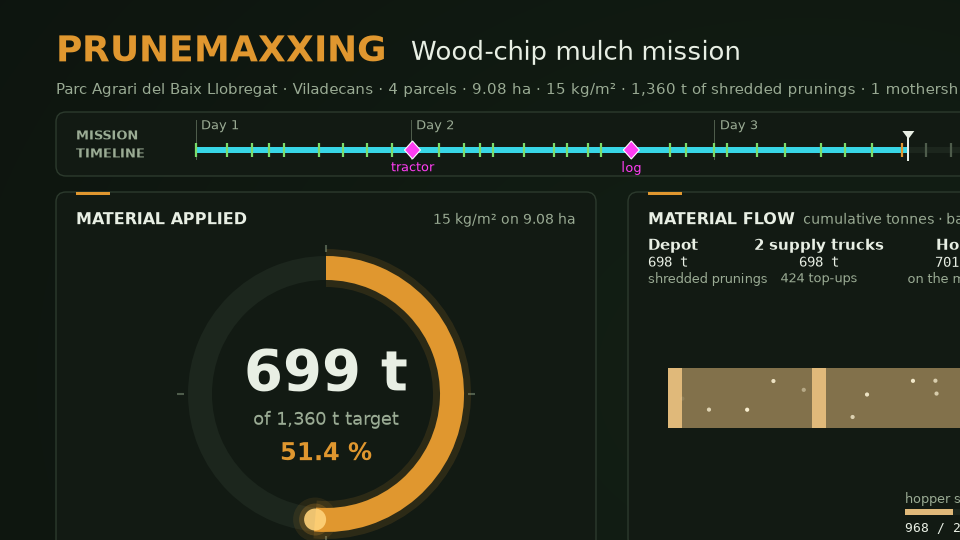 PRUNEMAXXING Wood-chip mulch mission
Parc Agrari del Baix Llobregat · Viladecans · 4 parcels · 9.08 ha · 15 kg/m² · 1,360 t of shredded prunings · 1 mothersh
MISSION TIMELINE
Day 1 Day 2 Day 3
tractor log
MATERIAL APPLIED 15 kg/m² on 9.08 ha
699 t
of 1,360 t target
51.4 %
MATERIAL FLOW cumulative tonnes · ba
Depot 2 supply trucks Ho
698 t 698 t 701
shredded prunings 424 top-ups on the m
hopper s
968 / 2